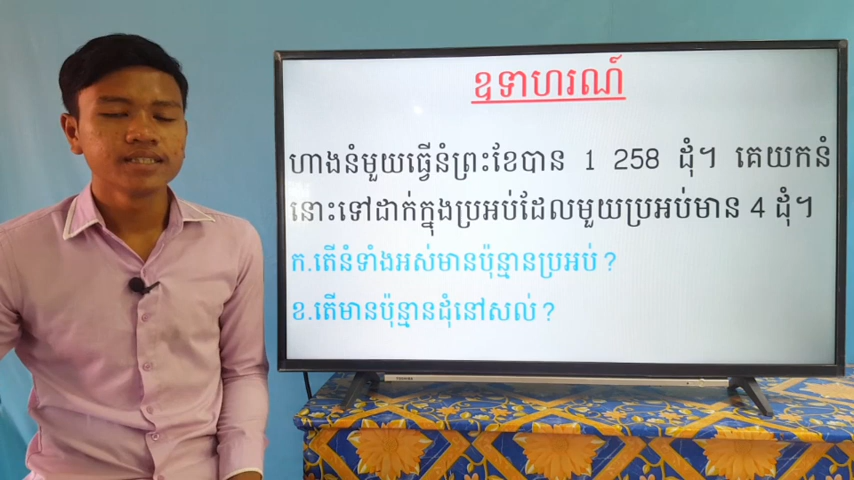 ឧទាហរណ៍
ហាងនំមួយធ្វើនំព្រះខែបាន 1 258 ដុំ។ គេយកនំ
នោះទៅដាក់ក្នុងប្រអប់ដែលមួយប្រអប់មាន 4 ដុំ។
ក.តើនំទាំងអស់មានប៉ុន្មានប្រអប់?
ខ.តើមានប៉ុន្មានដុំនៅសល់?
TOSHIBA